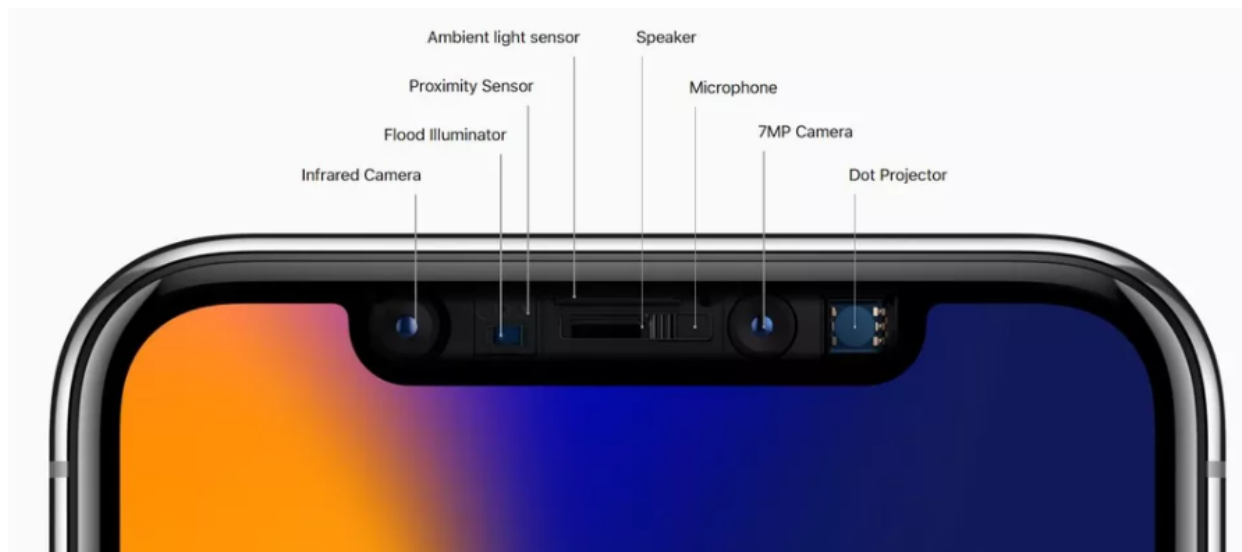 Ambient light sensor
Speaker
Proximity Sensor
Microphone
Flood Illuminator
7MP Camera
Infrared Camera
Dot Projector